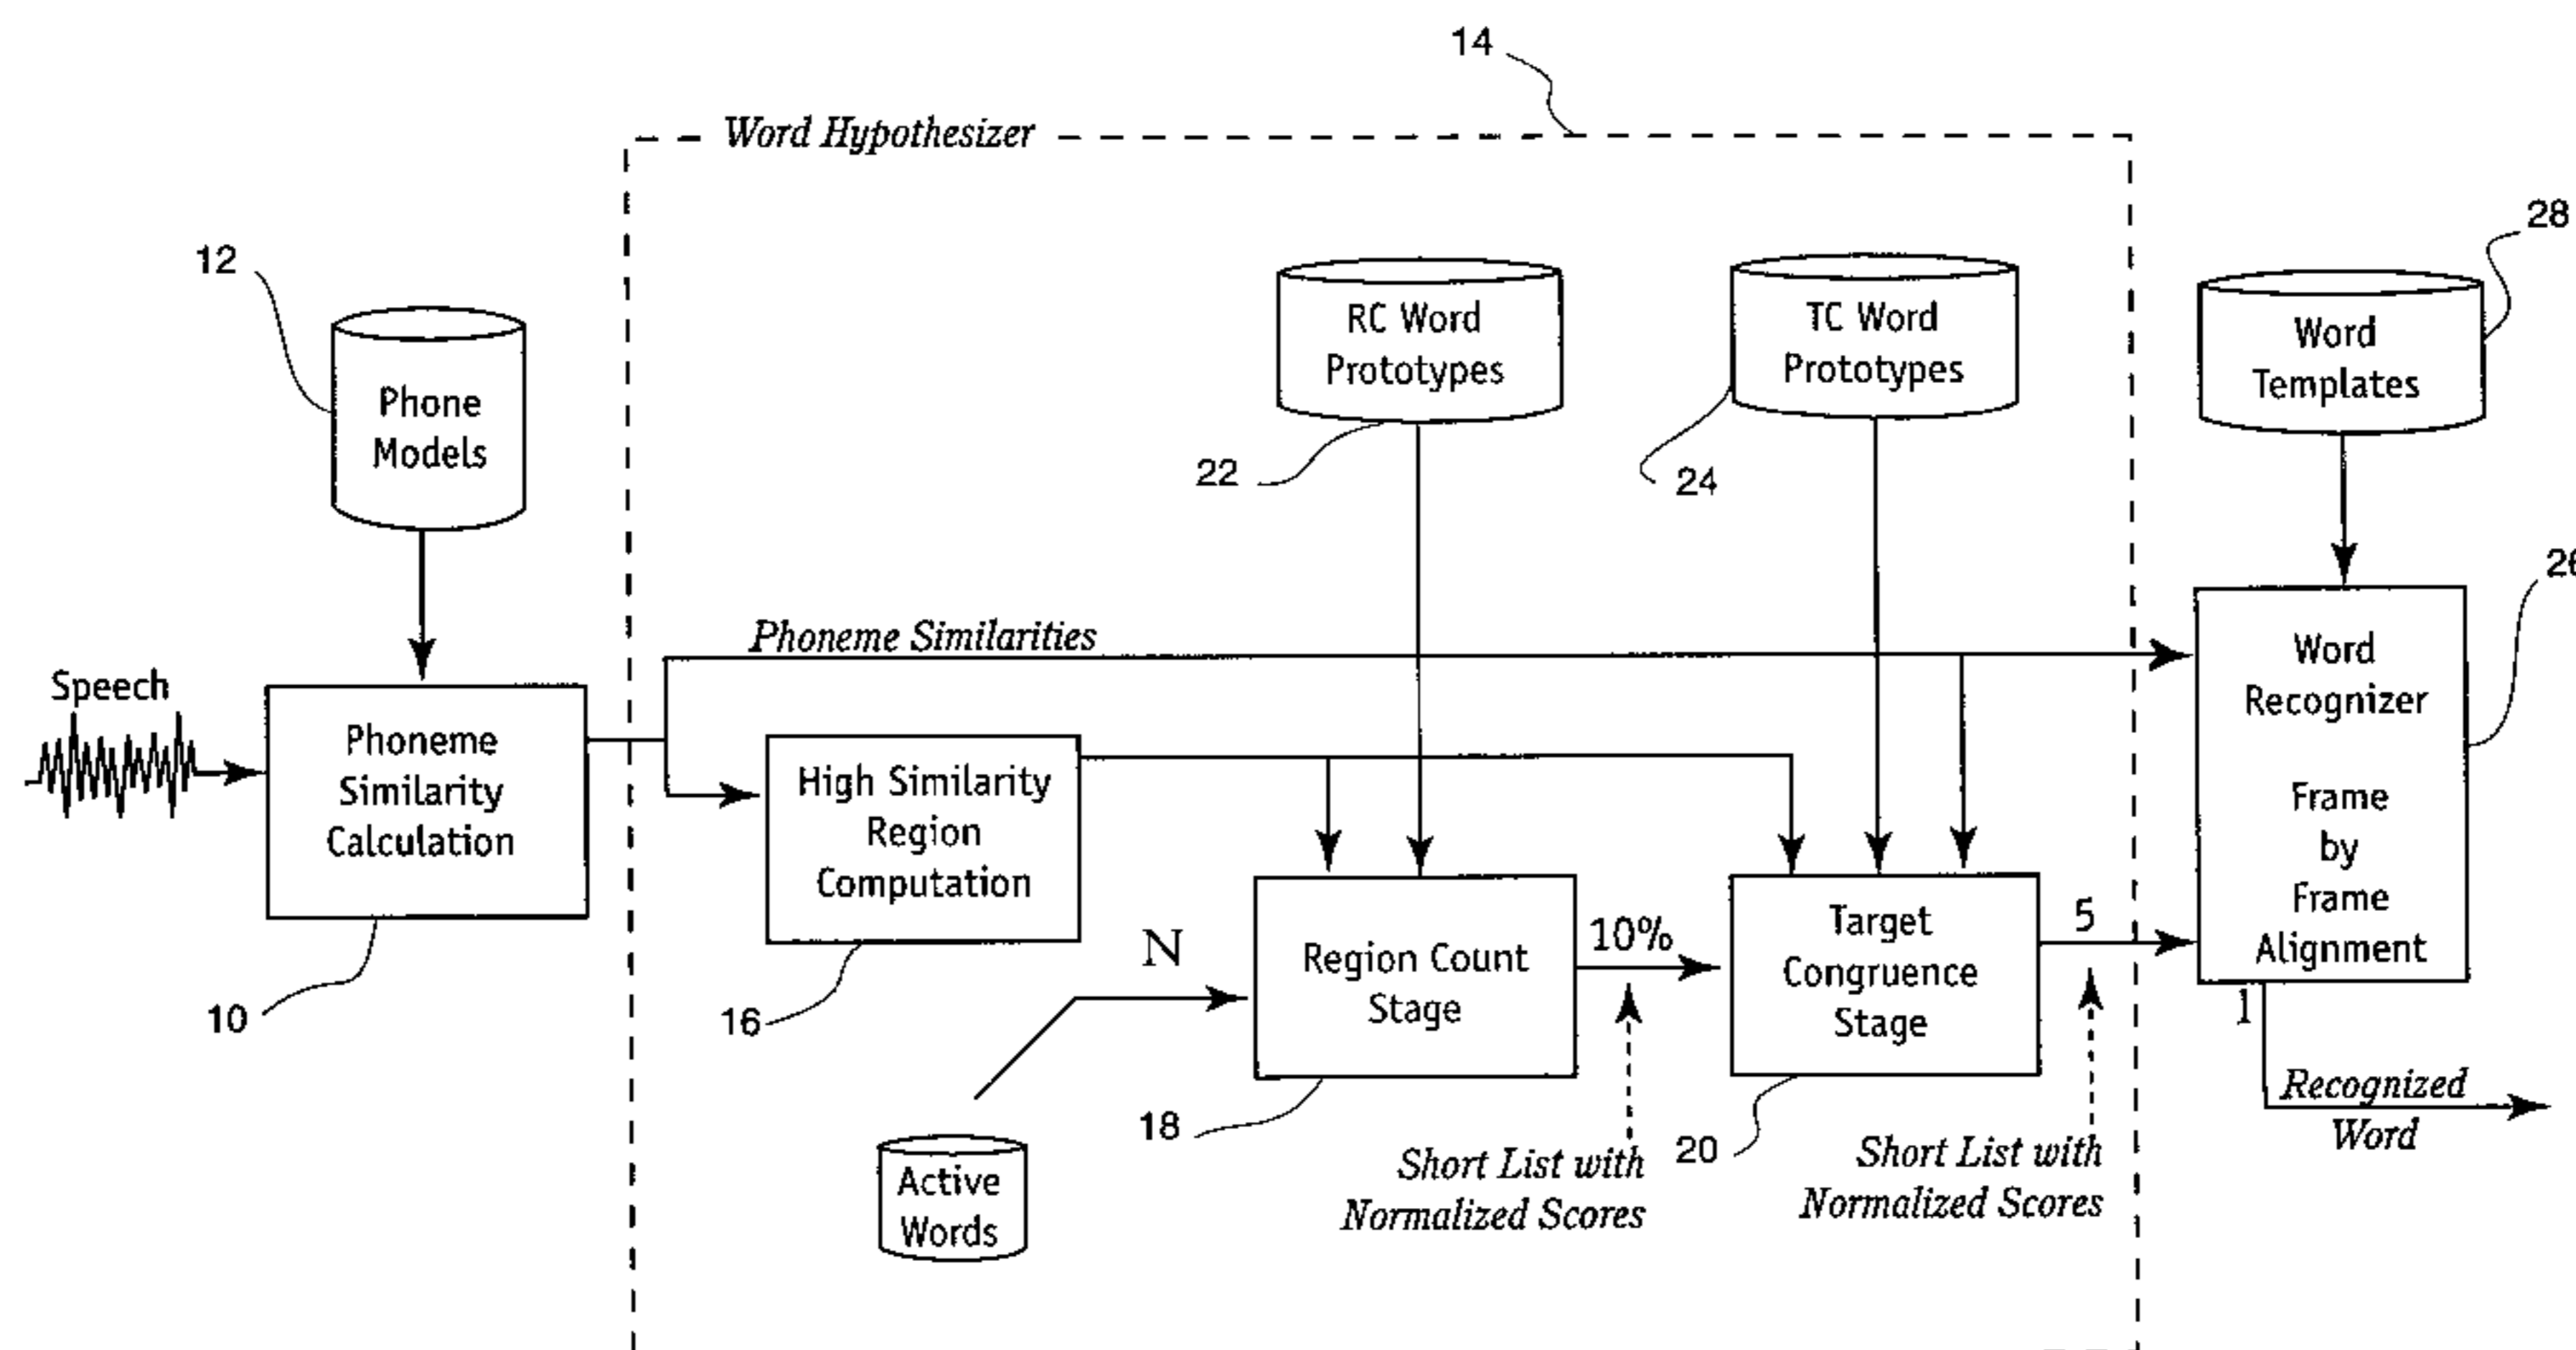 14
Word Hypothesizer
28
12
RC Word
Prototypes
TC Word
Prototypes
Word
Templates
Phone
Models
22
24
Phoneme Similarities
Speech
Phoneme
Similarity
Calculation
High Similarity
Region
Computation
Word
Recognizer
Frame
by
Frame
Alignment
10
16
N
Region Count
Stage
10%
Target
Congruence
Stage
5
1
18
20
Active
Words
Short List with
Normalized Scores
Short List with
Normalized Scores
Recognized
Word